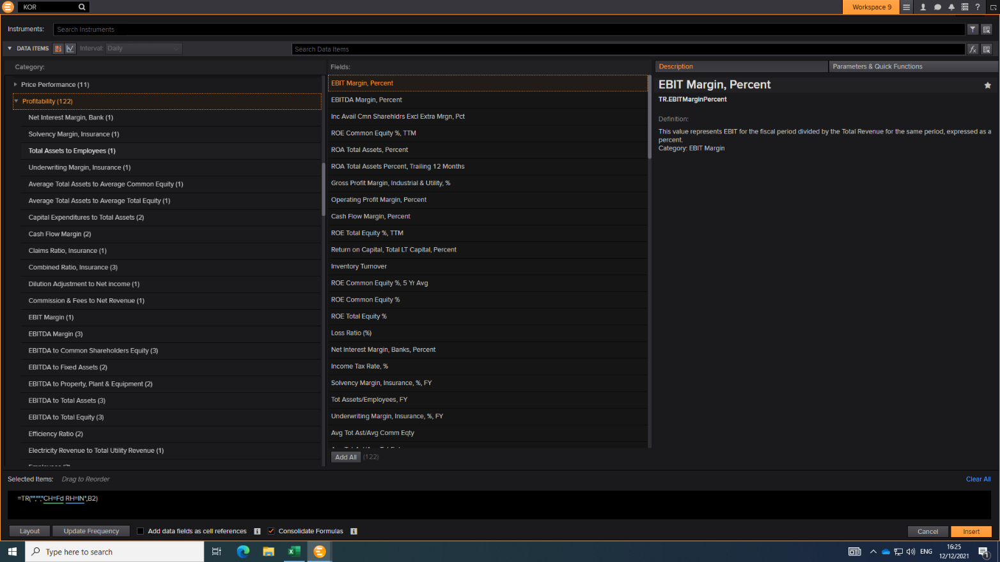 KOR
Workspace 9
?
Instruments:
Search Instruments
DATA ITEMS
Interval:
Daily
Search Data Items
fx
Category:
Price Performance (11)
Profitability (122)
Net Interest Margin, Bank (1)
Solvency Margin, Insurance (1)
Total Assets to Employees (1)
Underwriting Margin, Insurance (1)
Average Total Assets to Average Common Equity (1)
Average Total Assets to Average Total Equity (1)
Capital Expenditures to Total Assets (2)
Cash Flow Margin (2)
Claims Ratio, Insurance (1)
Combined Ratio, Insurance (3)
Dilution Adjustment to Net income (1)
Commission & Fees to Net Revenue (1)
EBIT Margin (1)
EBITDA Margin (3)
EBITDA to Common Shareholders Equity (3)
EBITDA to Fixed Assets (2)
EBITDA to Property, Plant & Equipment (2)
EBITDA to Total Assets (3)
EBITDA to Total Equity (3)
Efficiency Ratio (2)
Electricity Revenue to Total Utility Revenue (1)
Fields:
EBIT Margin, Percent
EBITDA Margin, Percent
Inc Avail Cmn Sharehldrs Excl Extra Mrgn, Pct
ROE Common Equity %, TTM
ROA Total Assets, Percent
ROA Total Assets Percent, Trailing 12 Months
Gross Profit Margin, Industrial & Utility, %
Operating Profit Margin, Percent
Cash Flow Margin, Percent
ROE Total Equity %, TTM
Return on Capital, Total LT Capital, Percent
Inventory Turnover
ROE Common Equity %, 5 Yr Avg
ROE Common Equity %
ROE Total Equity %
Loss Ratio (%)
Net Interest Margin, Banks, Percent
Income Tax Rate, %
Solvency Margin, Insurance, %, FY
Tot Assets/Employees, FY
Underwriting Margin, Insurance, %, FY
Avg Tot Ast/Avg Comm Eqty
Add All (122)
Description
Parameters & Quick Functions
EBIT Margin, Percent
TR.EBITMarginPercent
Definition:
This value represents EBIT for the fiscal period divided by the Total Revenue for the same period, expressed as a
percent.
Category: EBIT Margin
Selected Items:
Drag to Reorder
Clear All
=TR("","","CH=Fd RH=IN",B2)
Layout
Update Frequency
Add data fields as cell references
Consolidate Formulas
Cancel
Insert
Type here to search
ENG
16:25
12/12/2021
1